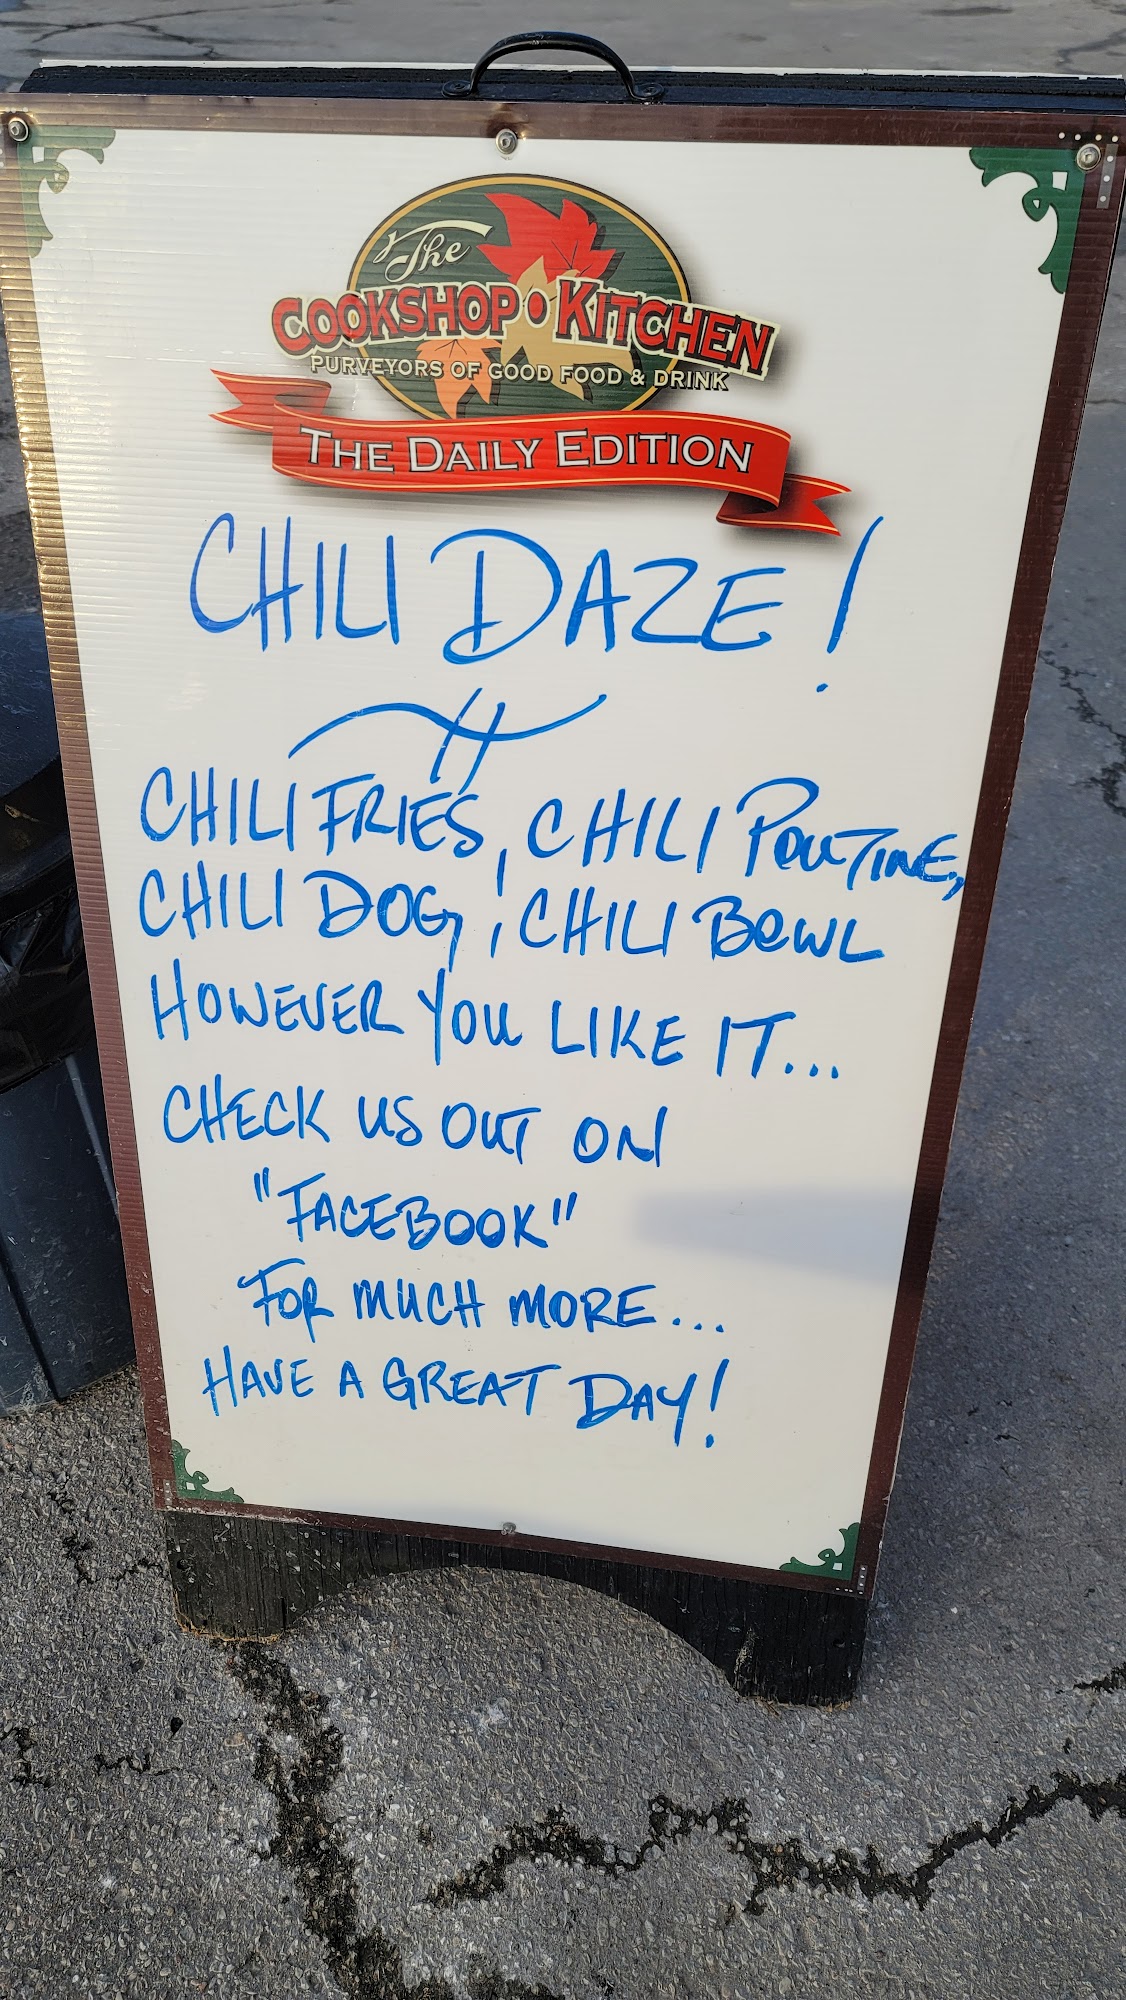 The
COOKSHOP • KITCHEN
PURVEYORS OF GOOD FOOD & DRINK
THE DAILY EDITION
CHILI DAZE!
CHILI FRIES, CHILI POUTINE,
CHILI DOG, CHILI BOWL
HOWEVER YOU LIKE IT...
CHECK US OUT ON
"FACEBOOK"
FOR MUCH MORE...
HAVE A GREAT DAY!